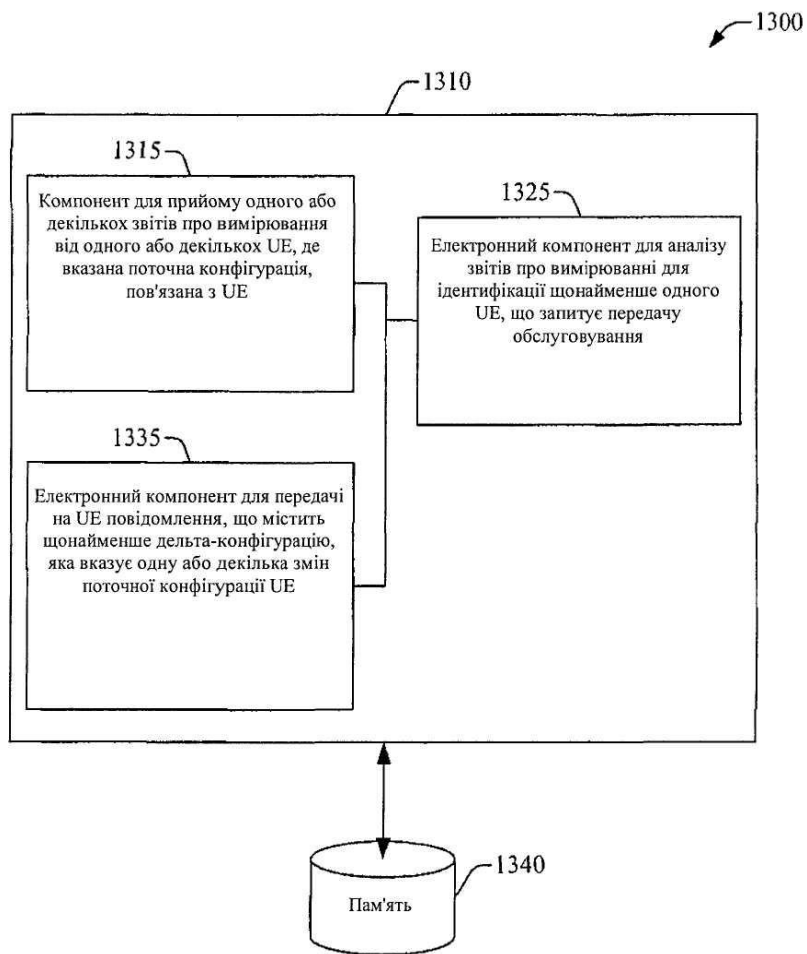 1300
1310
1315
Компонент для прийому одного або
декількох звітів про вимірювання
від одного або декількох UE, де
вказана поточна конфігурація,
пов'язана з UE
1325
Електронний компонент для аналізу
звітів про вимірюванні для
ідентифікації щонайменше одного
UE, що запитує передачу
обслуговування
1335
Електронний компонент для передачі
на UE повідомлення, що містить
щонайменше дельта-конфігурацію,
яка вказує одну або декілька змін
поточної конфігурації UE
1340
Пам'ять